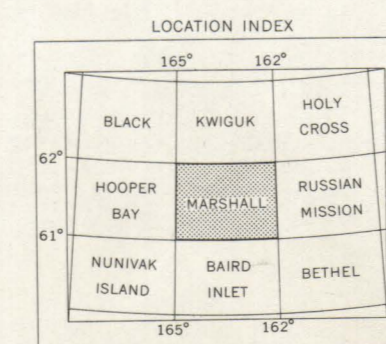 LOCATION INDEX
165° 162°
BLACK KWIGUK HOLY
CROSS
62°
HOOPER
BAY MARSHALL RUSSIAN
MISSION
61°
NUNIVAK
ISLAND BAIRD
INLET BETHEL
165° 162°